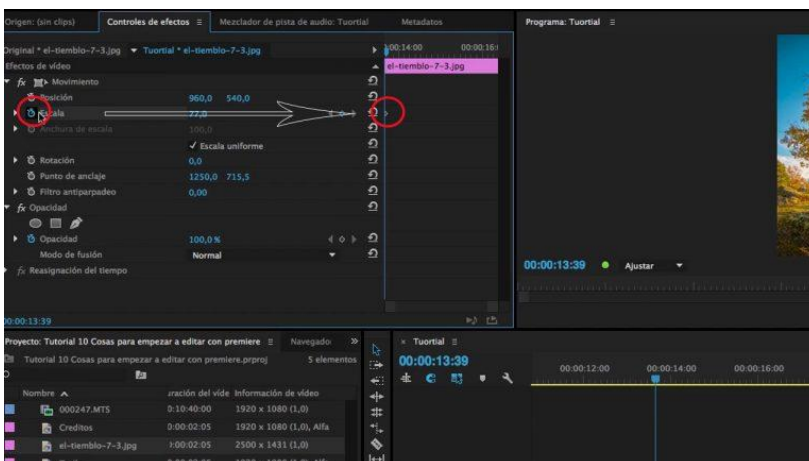 Origen: (sin clips) Controles de efectos Mezclador de pista de audio: Tuortial Metadatos Programa: Tuortial
Original * el-tiemblo-7-3.jpg Tuortial * el-tiemblo-7-3.jpg 00:14:00 00:00:16:
Efectos de vídeo el-tiemblo-7-3.jpg
fx Movimiento
Posición 960,0 540,0
Escala 77,0
Anchura de escala 100,0
Escala uniforme
Rotación 0,0
Punto de anclaje 1250,0 715,5
Filtro antiparpadeo 0,00
fx Opacidad
Opacidad 100,0 %
Modo de fusión Normal
fx Reasignación del tiempo
00:00:13:39 Ajustar
00:00:13:39
Proyecto: Tutorial 10 Cosas para empezar a editar con premiere Navegado: Tuortial
Tutorial 10 Cosas para empezar a editar con premiere.prproj 5 elementos 00:00:13:39
00:00:12:00 00:00:14:00 00:00:16:00
Nombre uración del víde Información de vídeo
000247.MTS 0:10:40:00 1920 x 1080 (1,0)
Creditos 0:00:02:05 1920 x 1080 (1,0), Alfa
el-tiemblo-7-3.jpg 0:00:02:05 2500 x 1431 (1,0)